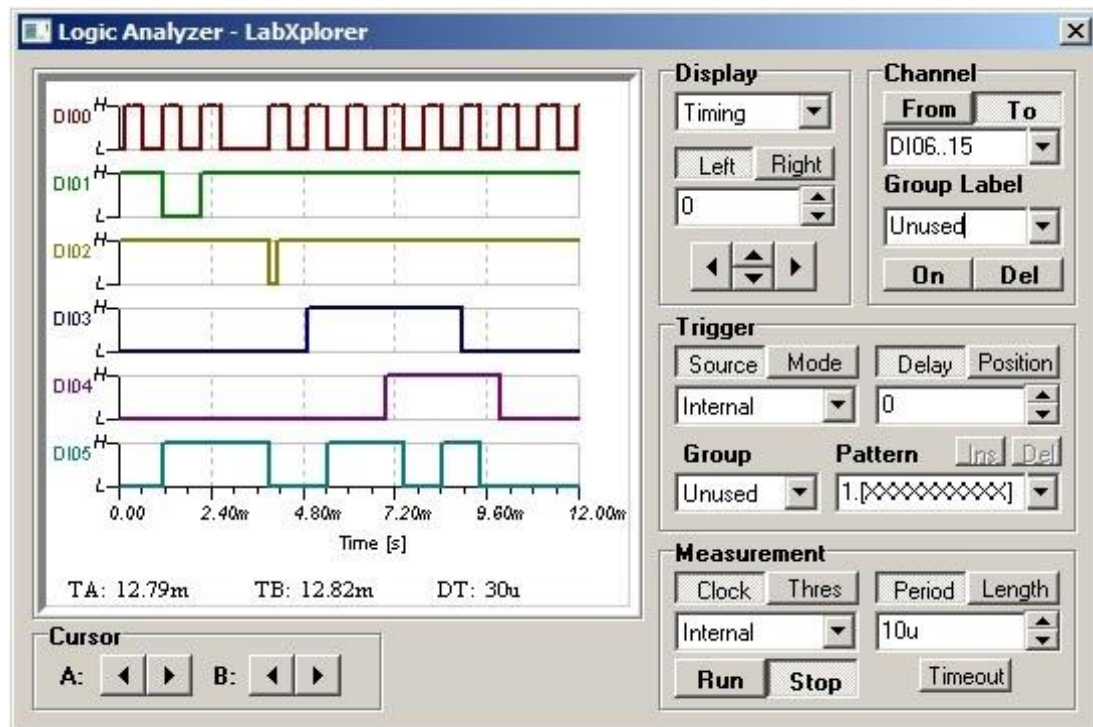 Logic Analyzer - LabXplorer
DI00 H
L
DI01 H
L
DI02 H
L
DI03 H
L
DI04 H
L
DI05 H
L
0.00 2.40m 4.80m 7.20m 9.60m 12.00m
Time [s]
TA: 12.79m TB: 12.82m DT: 30u
Cursor
A: B:
Display
Timing
Left Right
0
Channel
From To
DI06..15
Group Label
Unused
On Del
Trigger
Source Mode Delay Position
Internal 0
Group Pattern Ins Del
Unused 1.[XXXXXXXXXX]
Measurement
Clock Thres Period Length
Internal 10u
Run Stop Timeout